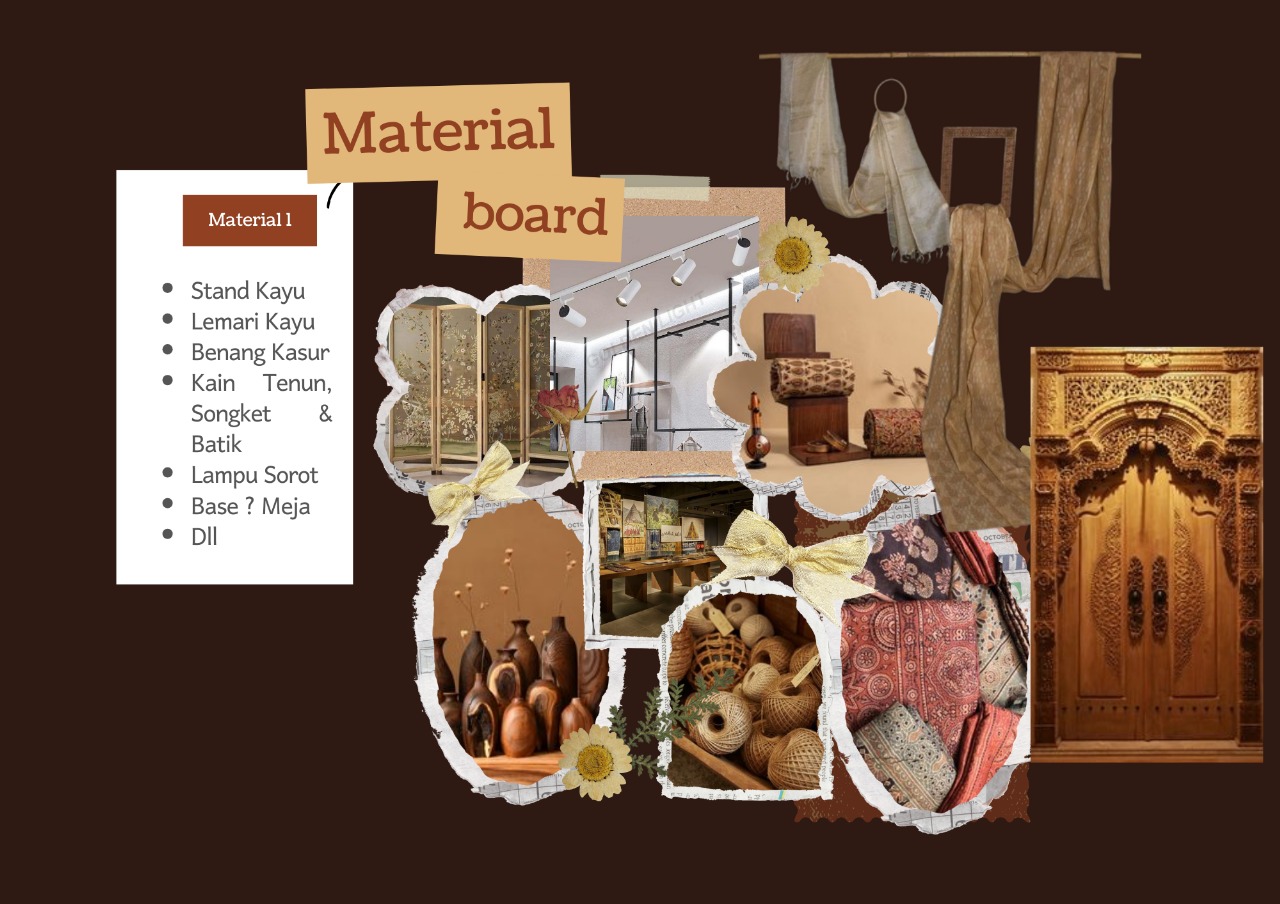 Material
board
Material 1
Stand Kayu
Lemari Kayu
Benang Kasur
Kain Tenun,
Songket &
Batik
Lampu Sorot
Base ? Meja
Dll
OCTOBER